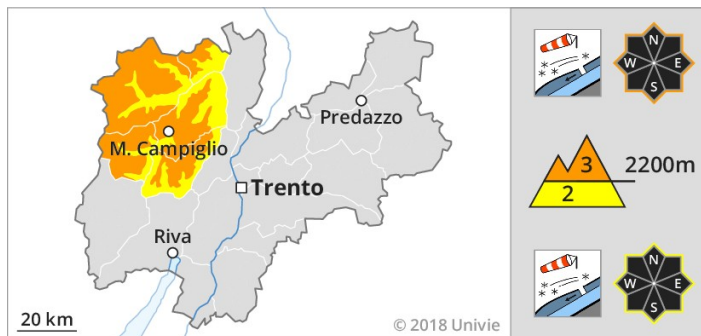 M. Campiglio
Predazzo
Trento
Riva
20 km
© 2018 Univie
N
W E
S
3 2200m
2
N
W E
S